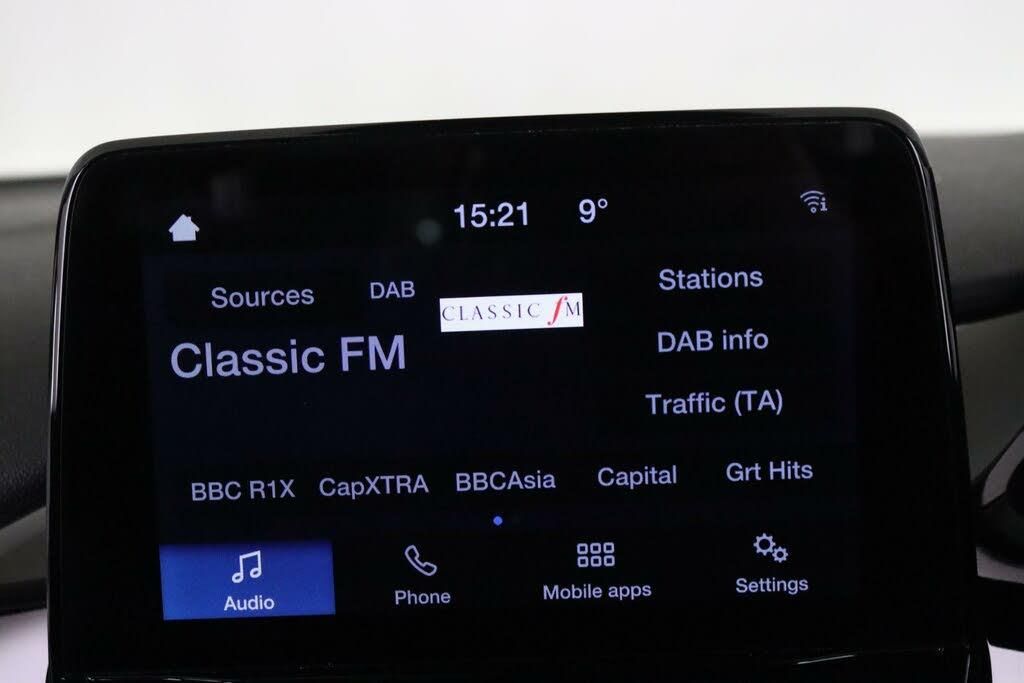 15:21 9°
Sources DAB CLASSIC fM Stations
Classic FM DAB info
Traffic (TA)
BBC R1X CapXTRA BBCAsia Capital Grt Hits
Audio Phone Mobile apps Settings